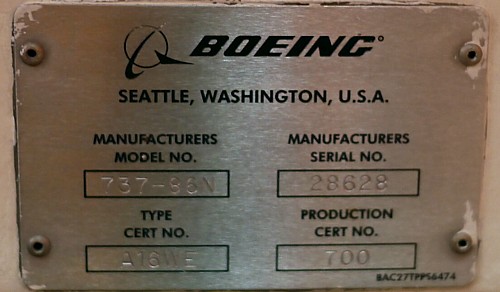 BOEING®
SEATTLE, WASHINGTON, U.S.A.
MANUFACTURERS MODEL NO.
737-86N
MANUFACTURERS SERIAL NO.
28628
TYPE CERT NO.
A16WE
PRODUCTION CERT NO.
700
BAC27TPPS6474